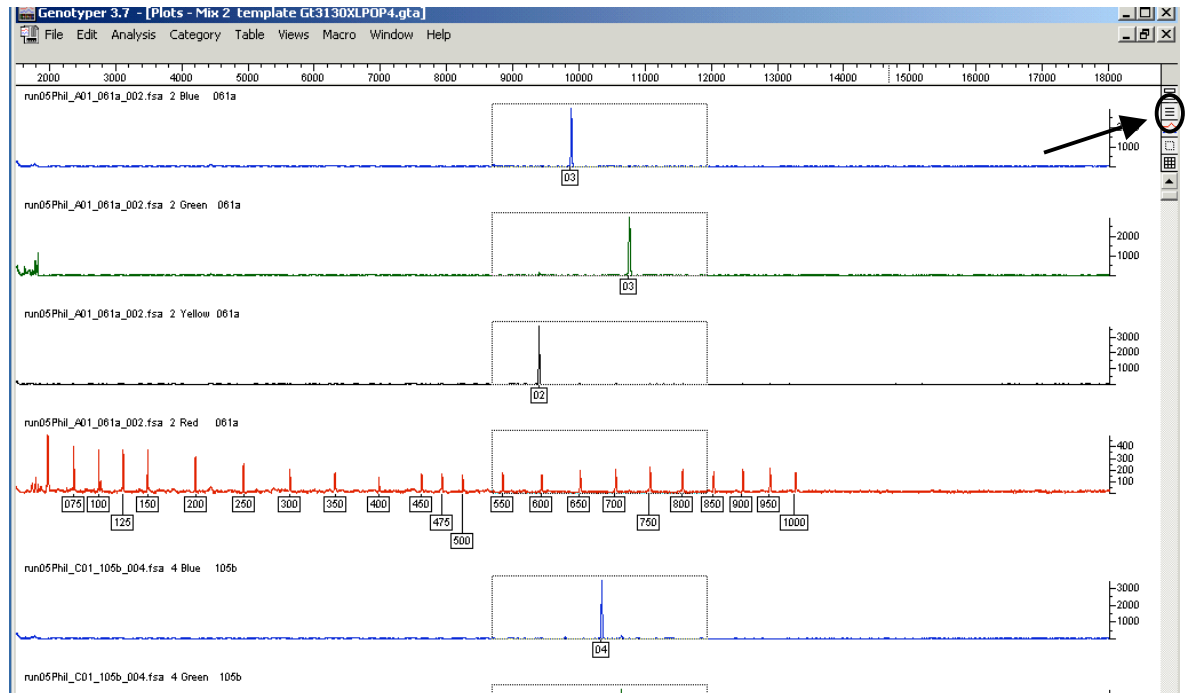 Genotyper 3.7 - [Plots - Mix 2 template Gt3130XLPOP4.gta]
File Edit Analysis Category Table Views Macro Window Help
2000 3000 4000 5000 6000 7000 8000 9000 10000 11000 12000 13000 14000 15000 16000 17000 18000
run05Phil_A01_061a_002.fsa 2 Blue 061a
1000
03
run05Phil_A01_061a_002.fsa 2 Green 061a
2000
1000
03
run05Phil_A01_061a_002.fsa 2 Yellow 061a
3000
2000
1000
02
run05Phil_A01_061a_002.fsa 2 Red 061a
400
300
200
100
075 100 150 200 250 300 350 400 450 550 600 650 700 800 850 900 950
125 475 750 1000
500
run05Phil_C01_105b_004.fsa 4 Blue 105b
3000
2000
1000
04
run05Phil_C01_105b_004.fsa 4 Green 105b